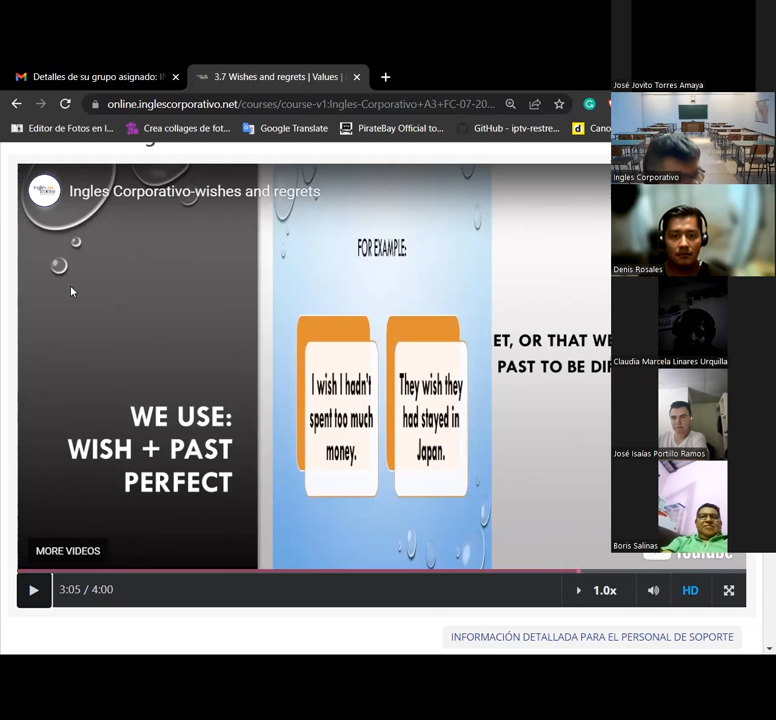 José Jovito Torres Amaya
Detalles de su grupo asignado: I
3.7 Wishes and regrets | Values |
online.inglescorporativo.net/courses/course-v1:Ingles-Corporativo+A3+FC-07-20...
Editor de Fotos en l...
Crea collages de fot...
Google Translate
PirateBay Official to...
GitHub - iptv-restre...
Cano
Ingles Corporativo
Ingles Corporativo-wishes and regrets
FOR EXAMPLE:
Denis Rosales
I wish I hadn't
spent too much
money.
They wish they
had stayed in
Japan.
ET, OR THAT WE
PAST TO BE DI
Claudia Marcela Linares Urquilla
WE USE:
WISH + PAST
PERFECT
José Isaías Portillo Ramos
Boris Salinas
MORE VIDEOS
YouTube
3:05 / 4:00
1.0x
HD
INFORMACIÓN DETALLADA PARA EL PERSONAL DE SOPORTE